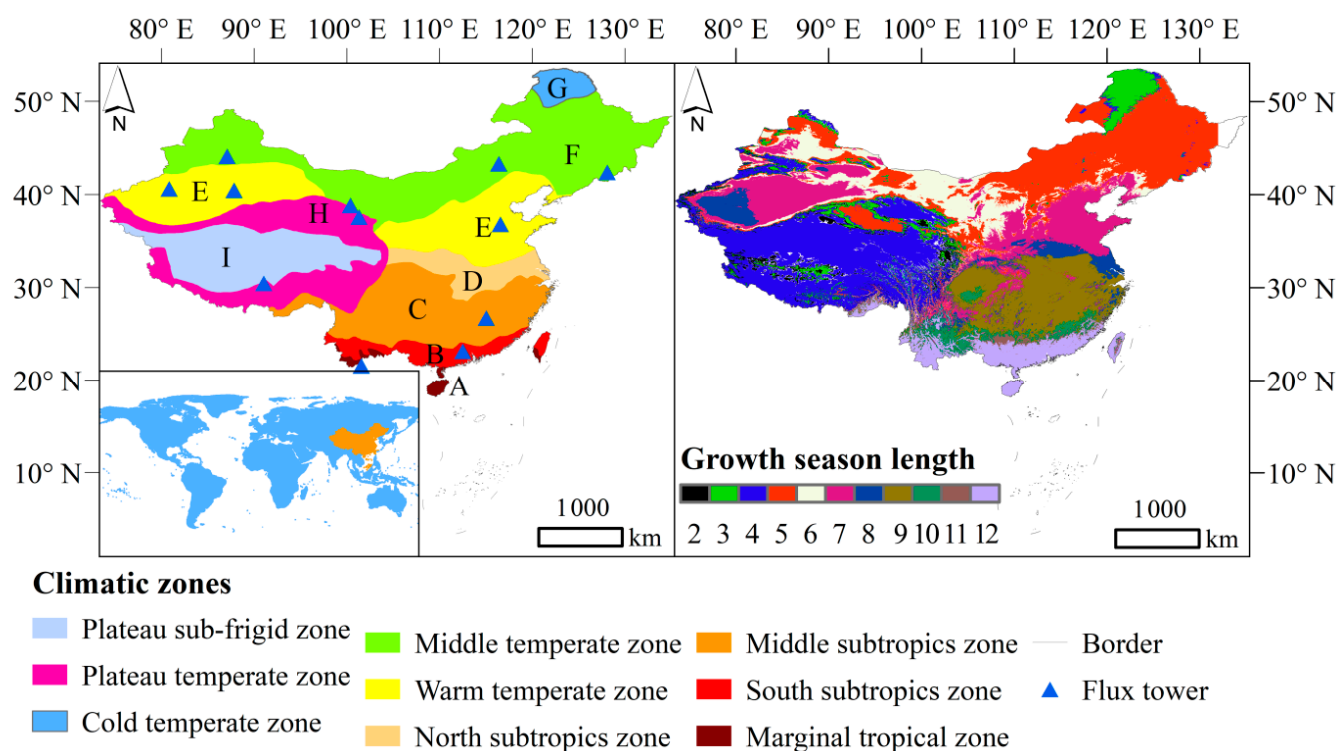 80° E 90° E 100° E 110° E 120° E 130° E
80° E 90° E 100° E 110° E 120° E 130° E
50° N
40° N
30° N
20° N
10° N
50° N
40° N
30° N
20° N
10° N
N
G
F
E
H
E
I
D
C
B
A
1000
km
N
Growth season length
2 3 4 5 6 7 8 9 10 11 12
1000
km
Climatic zones
Plateau sub-frigid zone
Plateau temperate zone
Cold temperate zone
Middle temperate zone
Warm temperate zone
North subtropics zone
Middle subtropics zone
South subtropics zone
Marginal tropical zone
Border
Flux tower